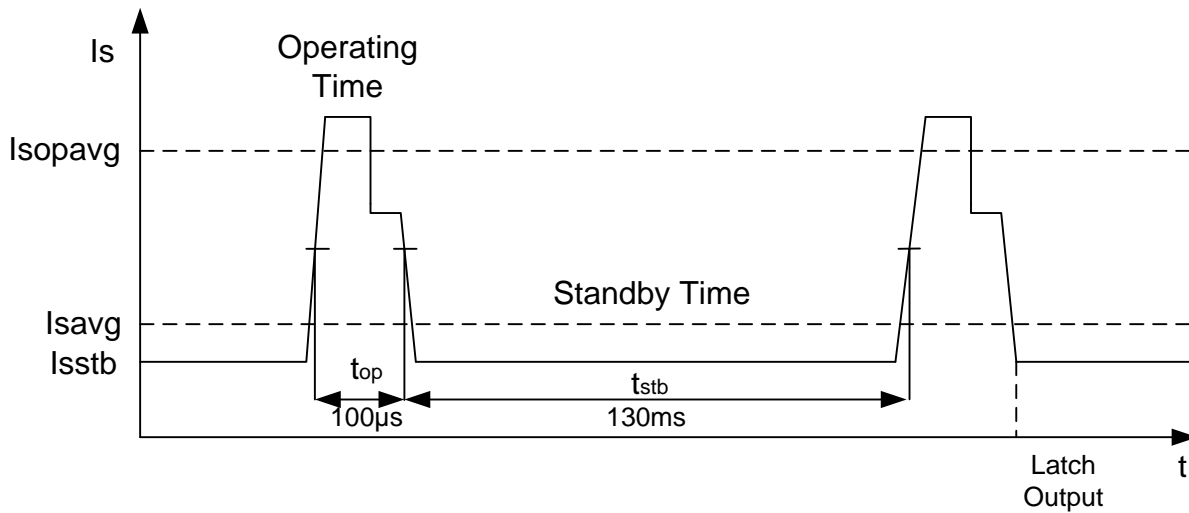 Is
Operating
Time
Isopavg
Standby Time
Isavg
Isstb
top
tstb
100µs
130ms
t
Latch
Output